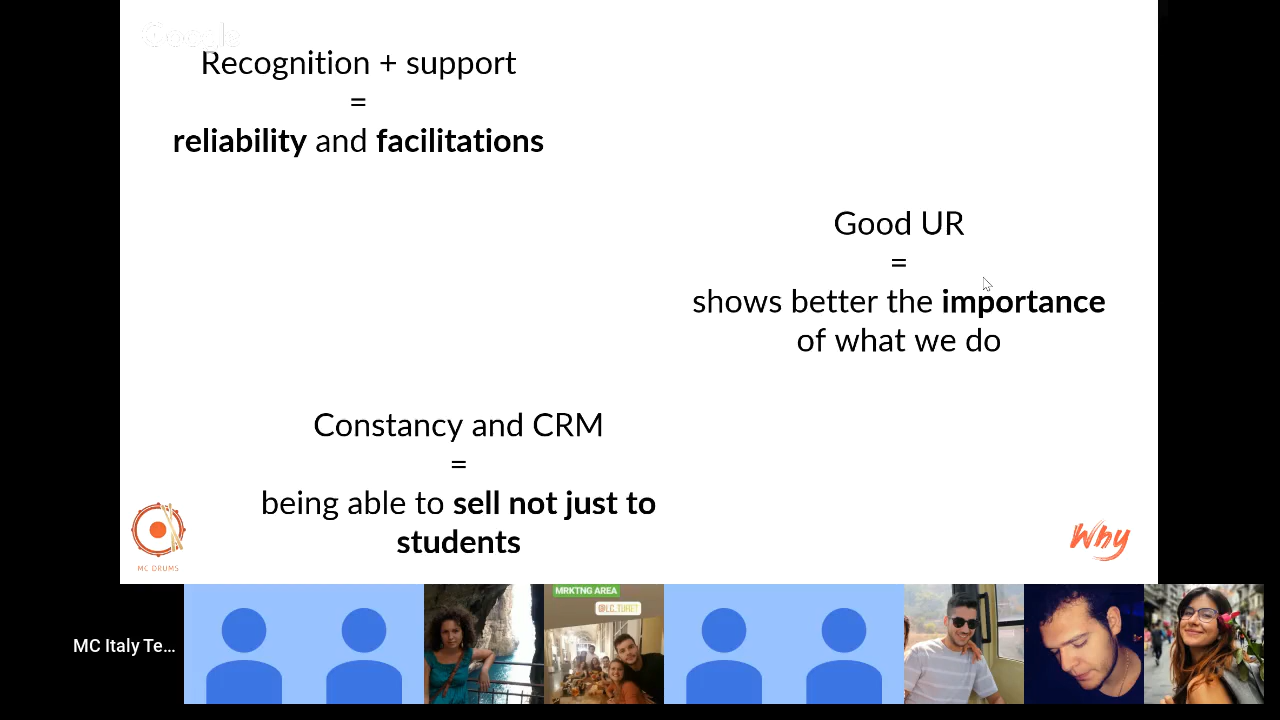 Google
Recognition + support
=
reliability and facilitations
Good UR
=
shows better the importance
of what we do
Constancy and CRM
=
being able to sell not just to
students
MC DRUMS
Why
MC Italy Te...
MRKTNG AREA